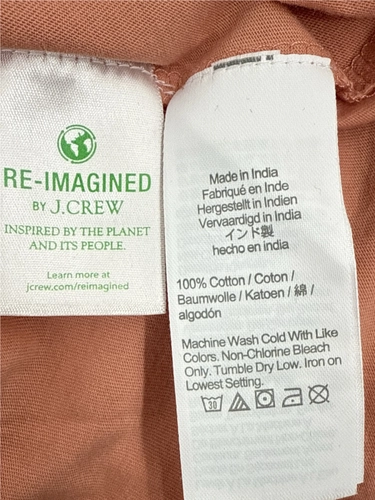 RE-IMAGINED
BY J.CREW
INSPIRED BY THE PLANET
AND ITS PEOPLE.
Learn more at
jcrew.com/reimagined
Made in India
Fabriqué en Inde
Hergestellt in Indien
Vervaardigd in India
インド製
hecho en india
100% Cotton / Coton /
Baumwolle / Katoen / 綿 /
algodón
Machine Wash Cold With Like
Colors. Non-Chlorine Bleach
Only. Tumble Dry Low. Iron on
Lowest Setting.
30